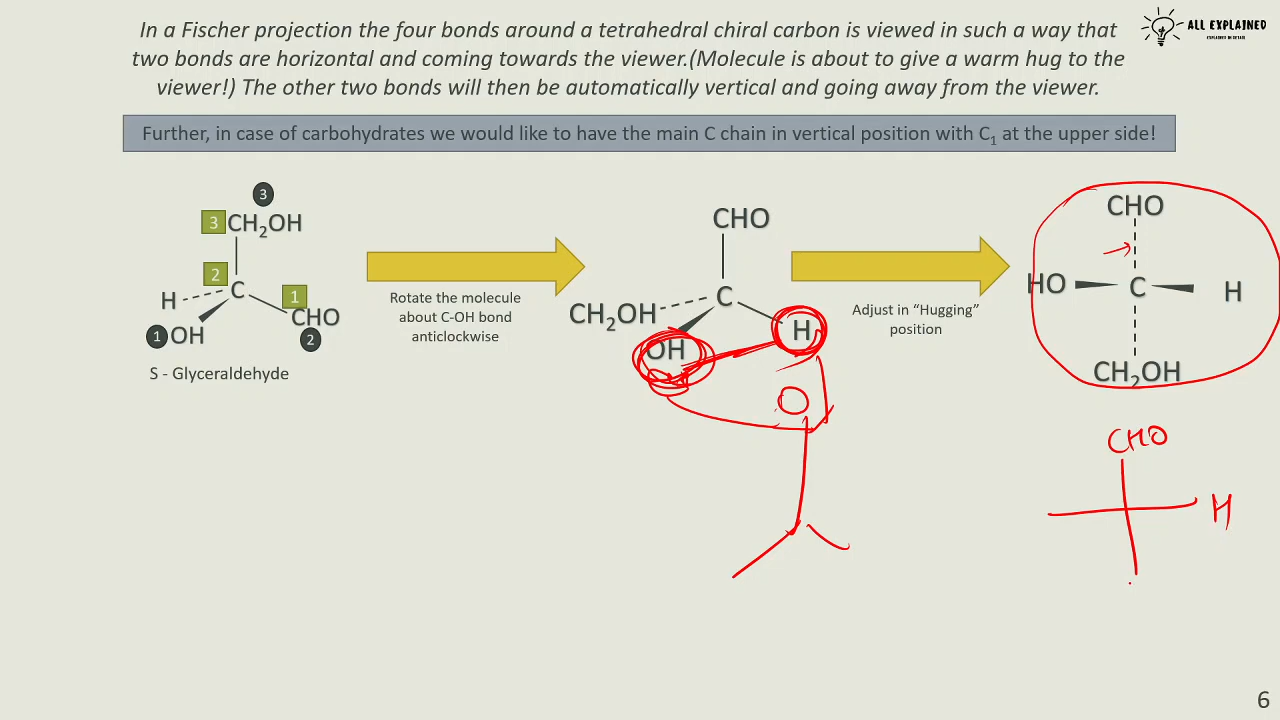 In a Fischer projection the four bonds around a tetrahedral chiral carbon is viewed in such a way that
two bonds are horizontal and coming towards the viewer.(Molecule is about to give a warm hug to the
viewer!) The other two bonds will then be automatically vertical and going away from the viewer.
ALL EXPLAINED
EXPLAINED IN DETAIL
Further, in case of carbohydrates we would like to have the main C chain in vertical position with C₁ at the upper side!
3
3 CH₂OH
2
C
H
1
CHO
1 OH
2
S - Glyceraldehyde
Rotate the molecule
about C-OH bond
anticlockwise
CHO
C
CH₂OH
H
OH
Adjust in “Hugging”
position
CHO
HO C H
CH₂OH
CHO
H
6